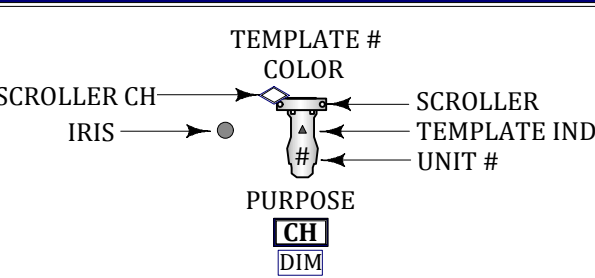 TEMPLATE #
COLOR
SCROLLER CH
SCROLLER
IRIS
TEMPLATE IND
#
UNIT #
PURPOSE
CH
DIM